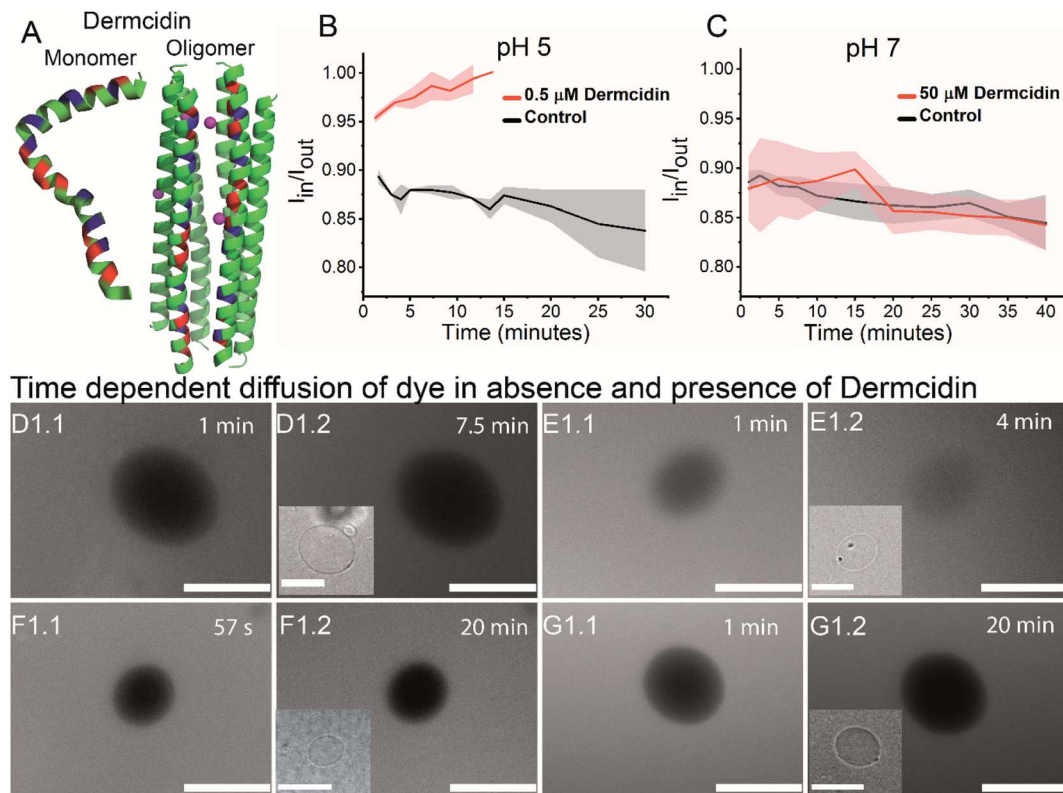 A
Dermcidin
Monomer
Oligomer
B
pH 5
1.00
0.95
0.90
0.85
0.80
I_in/I_out
0.5 μM Dermcidin
Control
0 5 10 15 20 25 30
Time (minutes)
C
pH 7
1.00
0.95
0.90
0.85
0.80
I_in/I_out
50 μM Dermcidin
Control
0 5 10 15 20 25 30 35 40
Time (minutes)
Time dependent diffusion of dye in absence and presence of Dermcidin
D1.1 1 min
D1.2 7.5 min
E1.1 1 min
E1.2 4 min
F1.1 57 s
F1.2 20 min
G1.1 1 min
G1.2 20 min